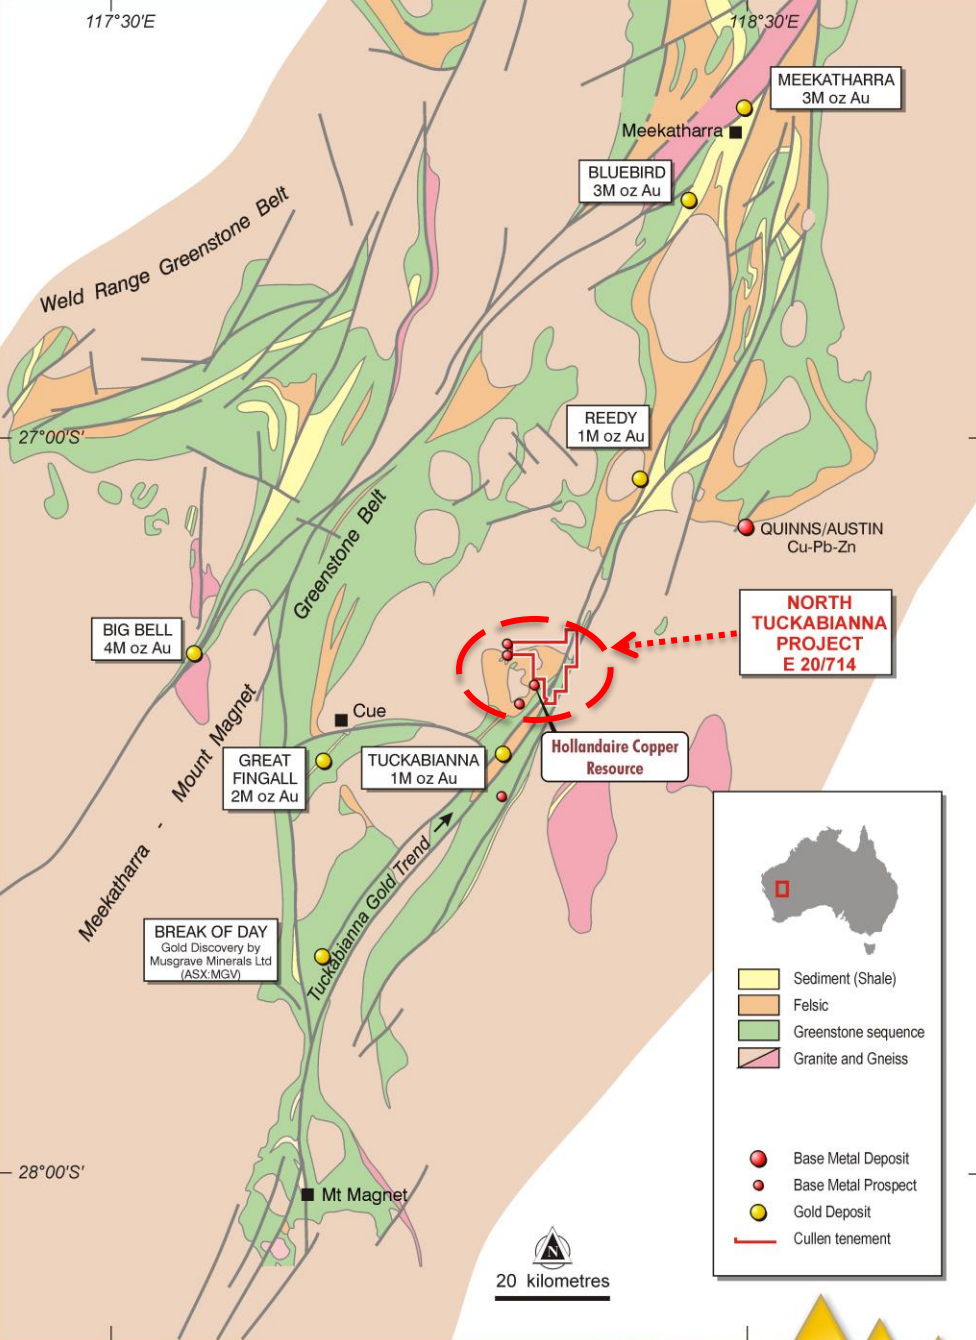 117°30'E
118°30'E
MEEKATHARRA
3M oz Au
Meekatharra
BLUEBIRD
3M oz Au
Weld Range Greenstone Belt
27°00'S'
REEDY
1M oz Au
QUINNS/AUSTIN
Cu-Pb-Zn
NORTH
TUCKABIANNA
PROJECT
E 20/714
BIG BELL
4M oz Au
Meekatharra - Mount Magnet Greenstone Belt
Cue
GREAT
FINGALL
2M oz Au
TUCKABIANNA
1M oz Au
Hollandaire Copper
Resource
Tuckabianna Gold Trend
BREAK OF DAY
Gold Discovery by
Musgrave Minerals Ltd
(ASX:MGV)
Sediment (Shale)
Felsic
Greenstone sequence
Granite and Gneiss
Base Metal Deposit
Base Metal Prospect
Gold Deposit
Cullen tenement
28°00'S'
Mt Magnet
N
20 kilometres